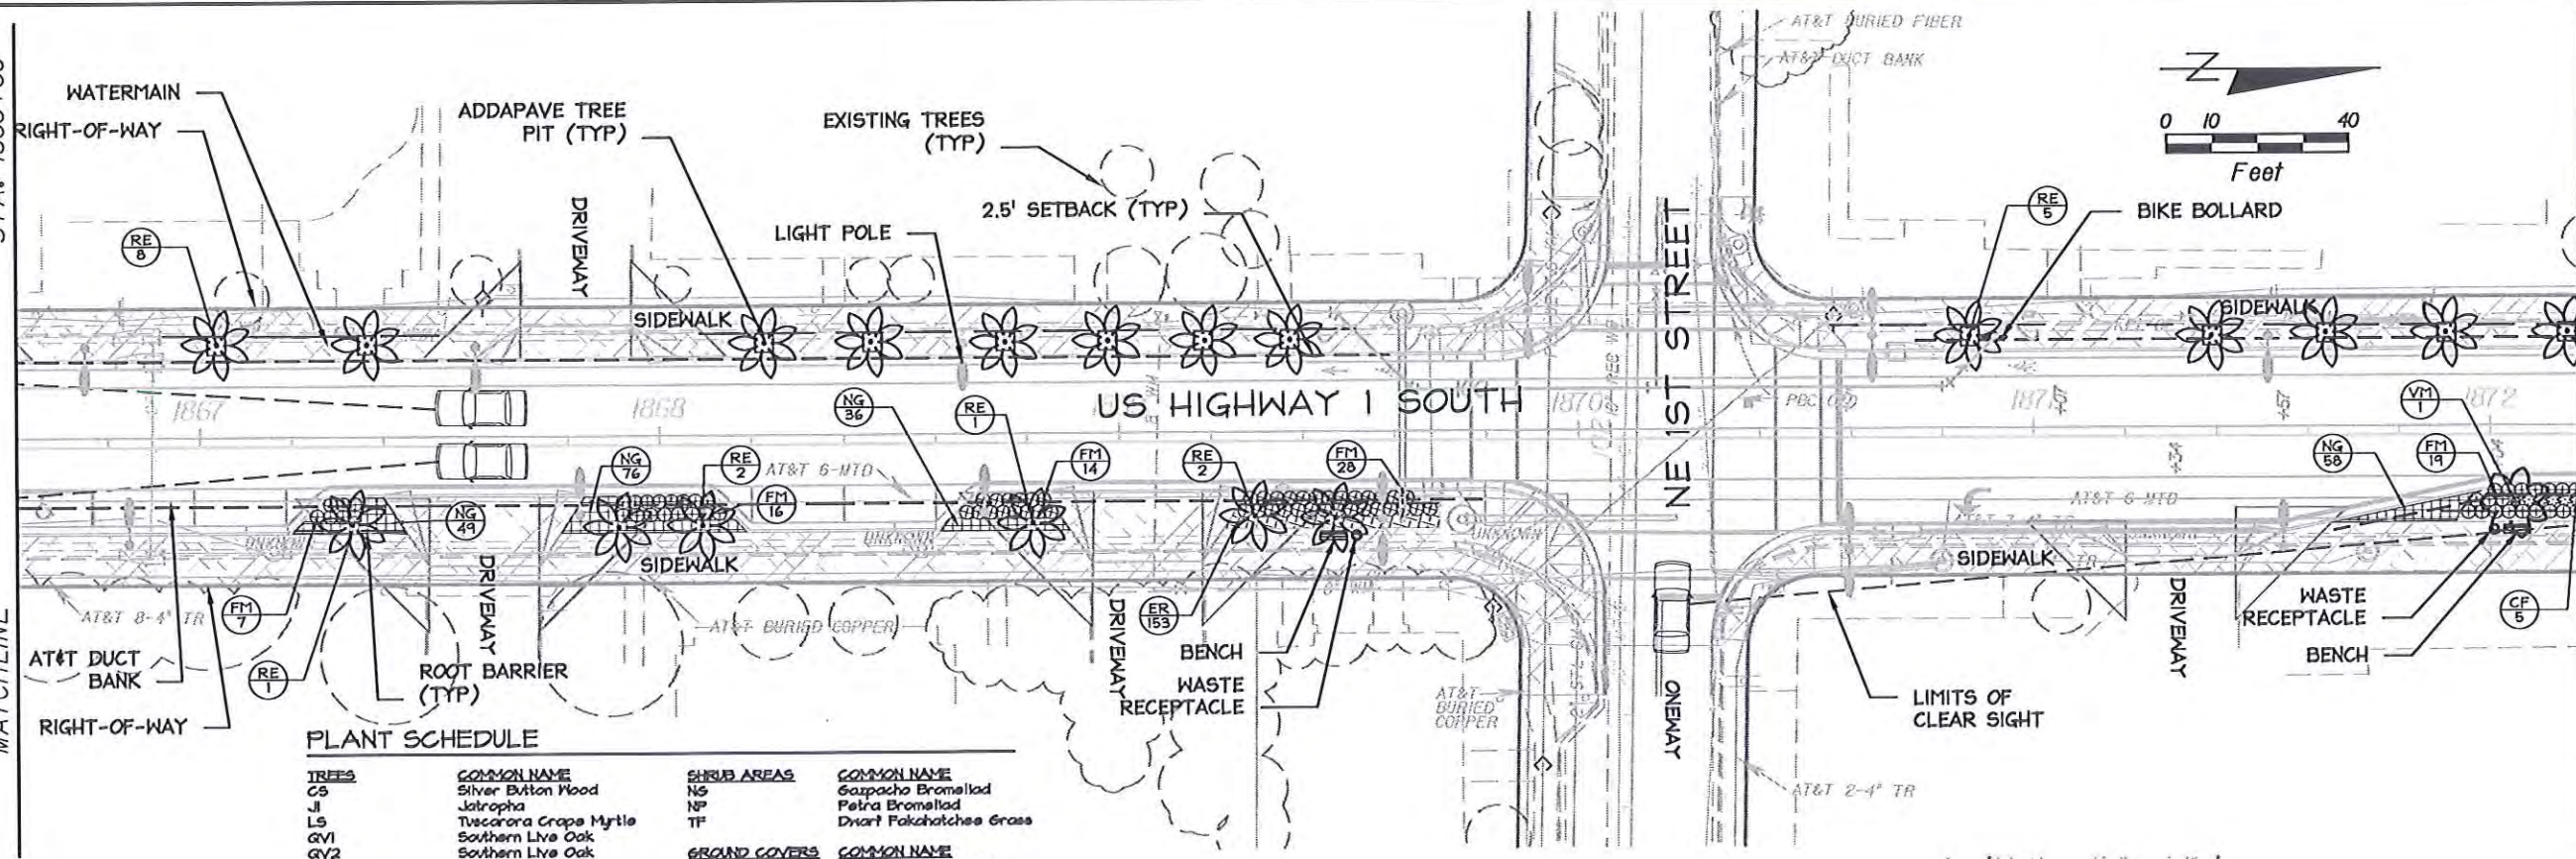 WATERMAIN
RIGHT-OF-WAY
ADDAPAVE TREE
PIT (TYP)
EXISTING TREES
(TYP)
2.5' SETBACK (TYP)
LIGHT POLE
DRIVEWAY
AT&T BURIED FIBER
AT&T DUCT BANK
0 10 40
Feet
RE
8
RE
5
BIKE BOLLARD
SIDEWALK
SIDEWALK
1867
1868
US HIGHWAY 1 SOUTH
1870
1872
NE 1ST STREET
NG
36
RE
1
FM
14
RE
2
FM
28
NG
76
RE
2
AT&T 6-MTD
FM
16
NG
49
VM
1
NG
58
FM
19
AT&T 6-MTD
UNKNOWN
UNKNOWN
UNKNOWN
SIDEWALK
SIDEWALK
DRIVEWAY
DRIVEWAY
DRIVEWAY
AT&T 8-4" TR
FM
7
AT&T BURIED COPPER
ER
153
AT&T DUCT
BANK
RE
1
ROOT BARRIER
(TYP)
RIGHT-OF-WAY
BENCH
WASTE
RECEPTACLE
AT&T
BURIED
COPPER
ONEWAY
LIMITS OF
CLEAR SIGHT
WASTE
RECEPTACLE
BENCH
CF
5
AT&T 2-4" TR
MATCHLINE
PLANT SCHEDULE
TREES COMMON NAME SHRUB AREAS COMMON NAME
CS Silver Button Wood NG Gazpacho Bromeliad
JI Jatropha NP Petra Bromeliad
LS Tuscarora Crape Myrtle TF Dwarf Fakahatchee Grass
QV1 Southern Live Oak
QV2 Southern Live Oak GROUND COVERS COMMON NAME